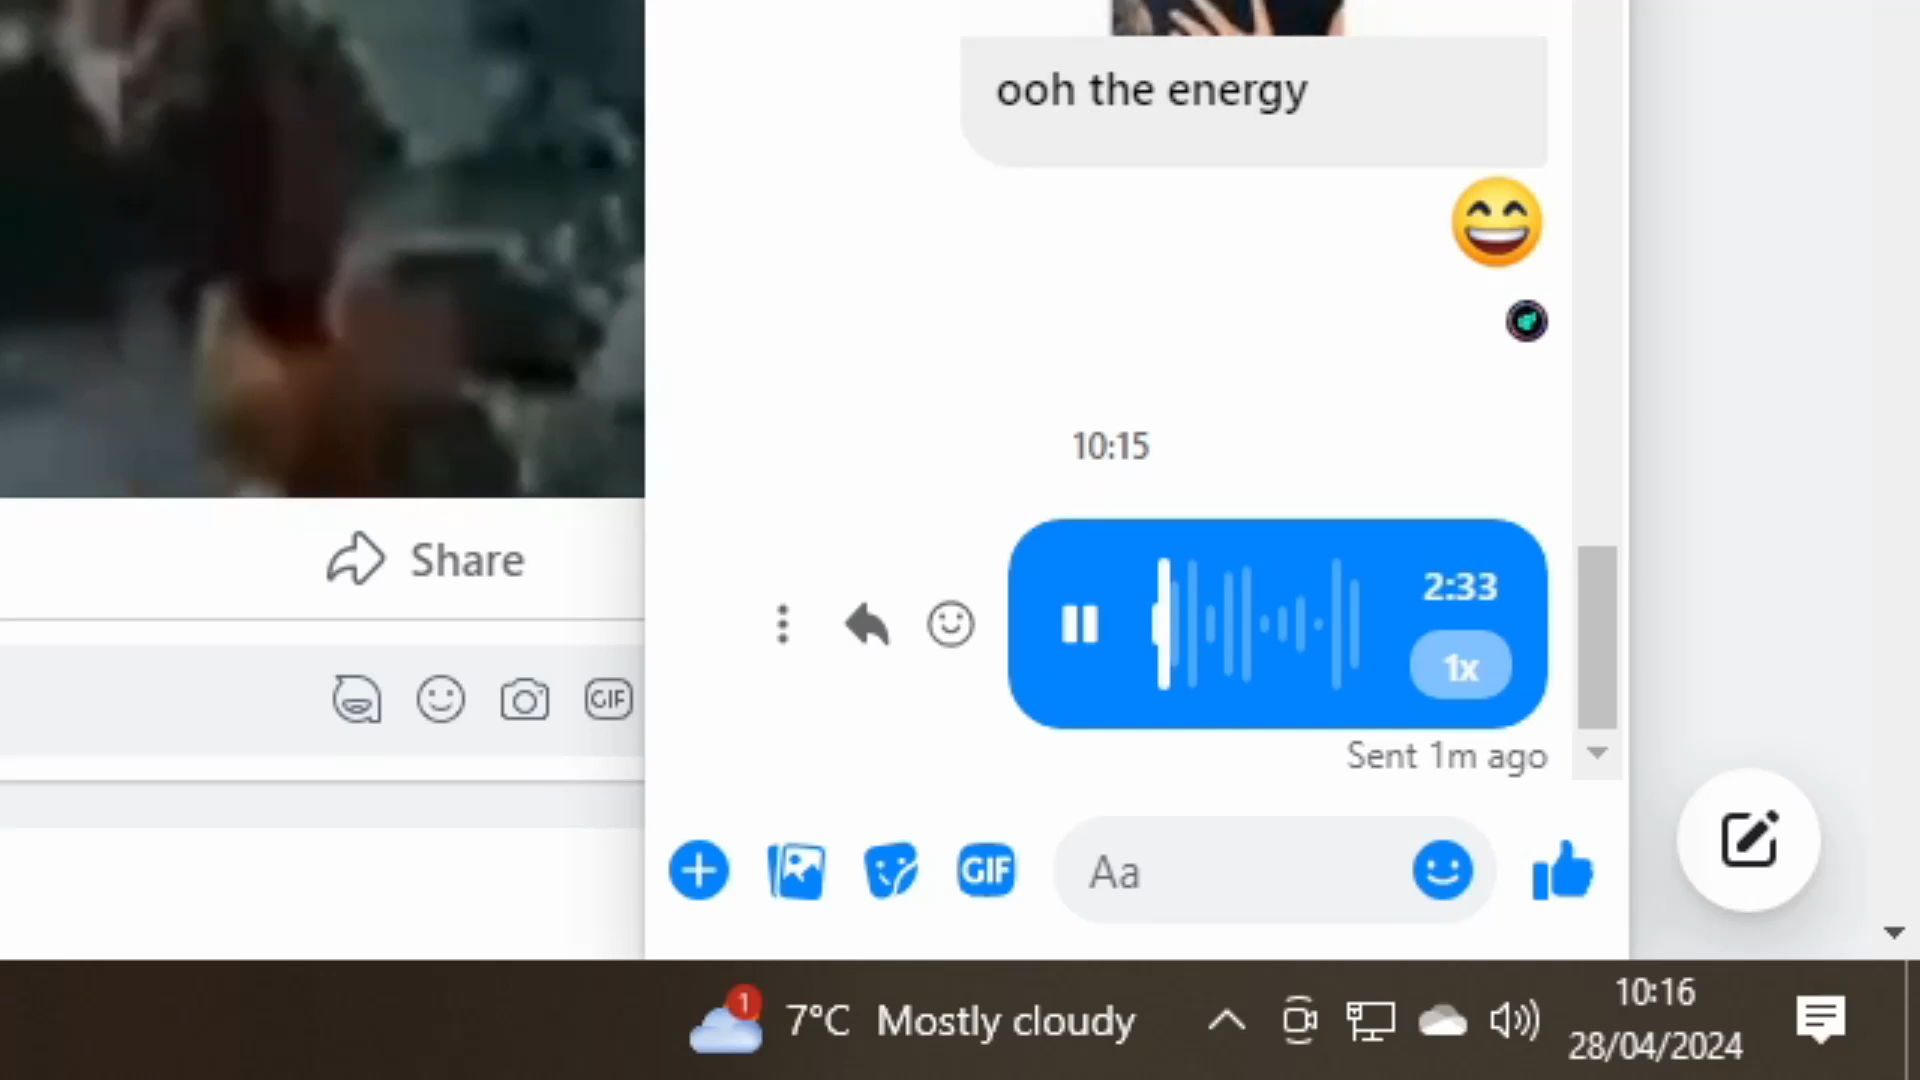 ooh the energy
10:15
2:33
1x
Share
Sent 1m ago
GIF
GIF
Aa
1
7°C Mostly cloudy
10:16
28/04/2024